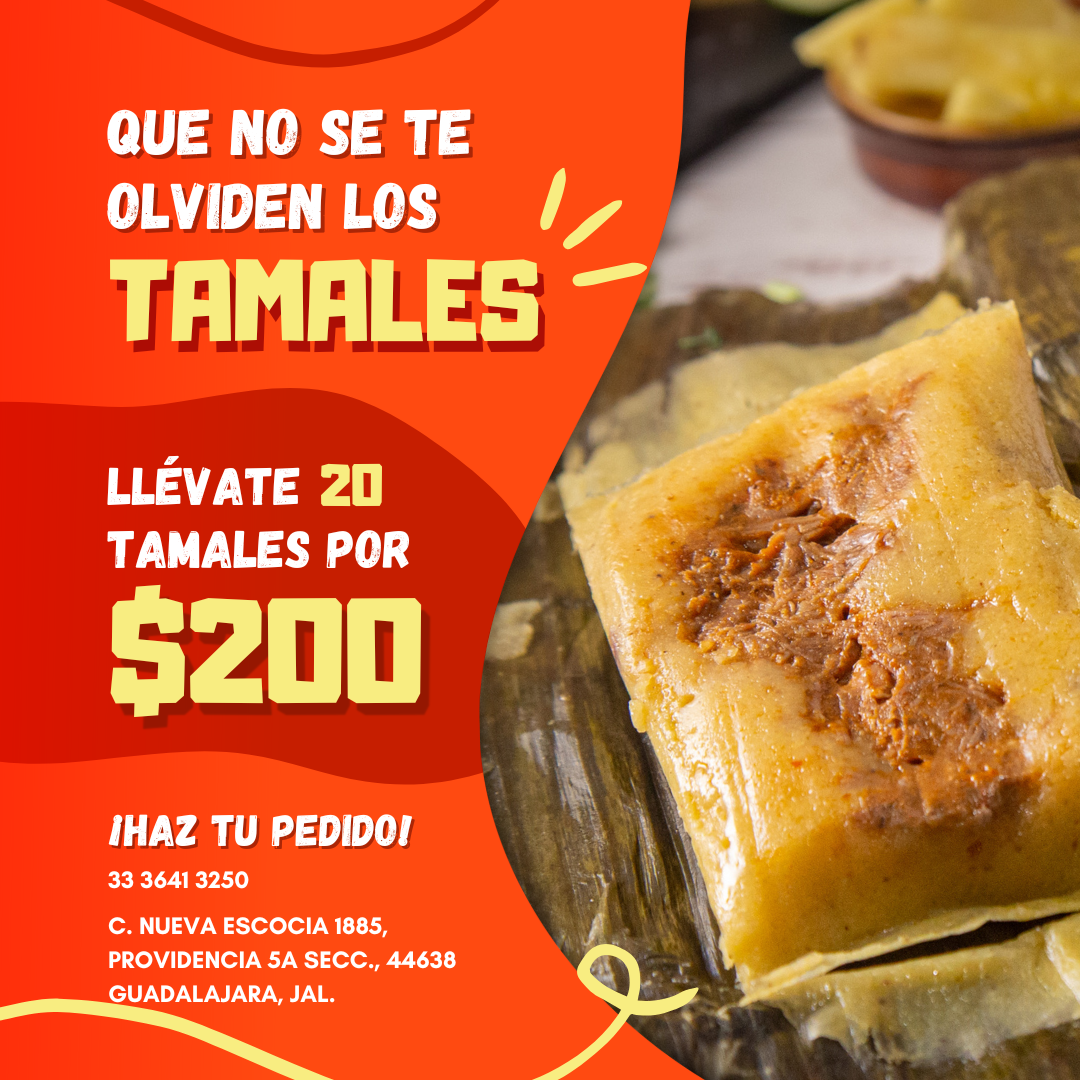 QUE NO SE TE
OLVIDEN LOS
TAMALES
LLÉVATE 20
TAMALES POR
$200
¡HAZ TU PEDIDO!
33 3641 3250
C. NUEVA ESCOCIA 1885,
PROVIDENCIA 5A SECC., 44638
GUADALAJARA, JAL.